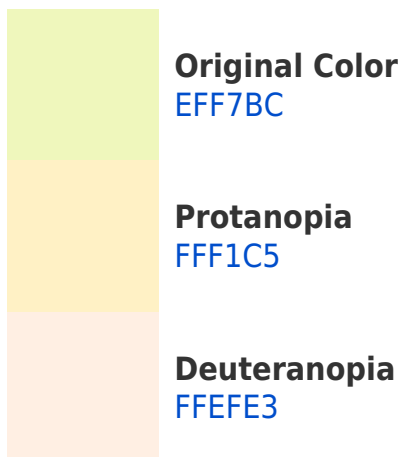 Original Color
EFF7BC
Protanopia
FFF1C5
Deuteranopia
FFEFE3